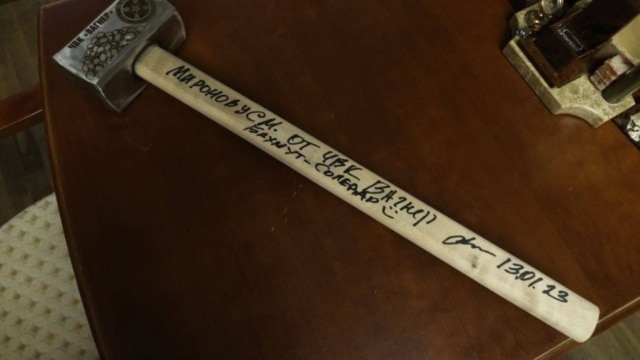 ЧВК «ВАГНЕР»
Миронову С.М. от ЧВК Вагнер
Бахмут - Соледар
13.01.23